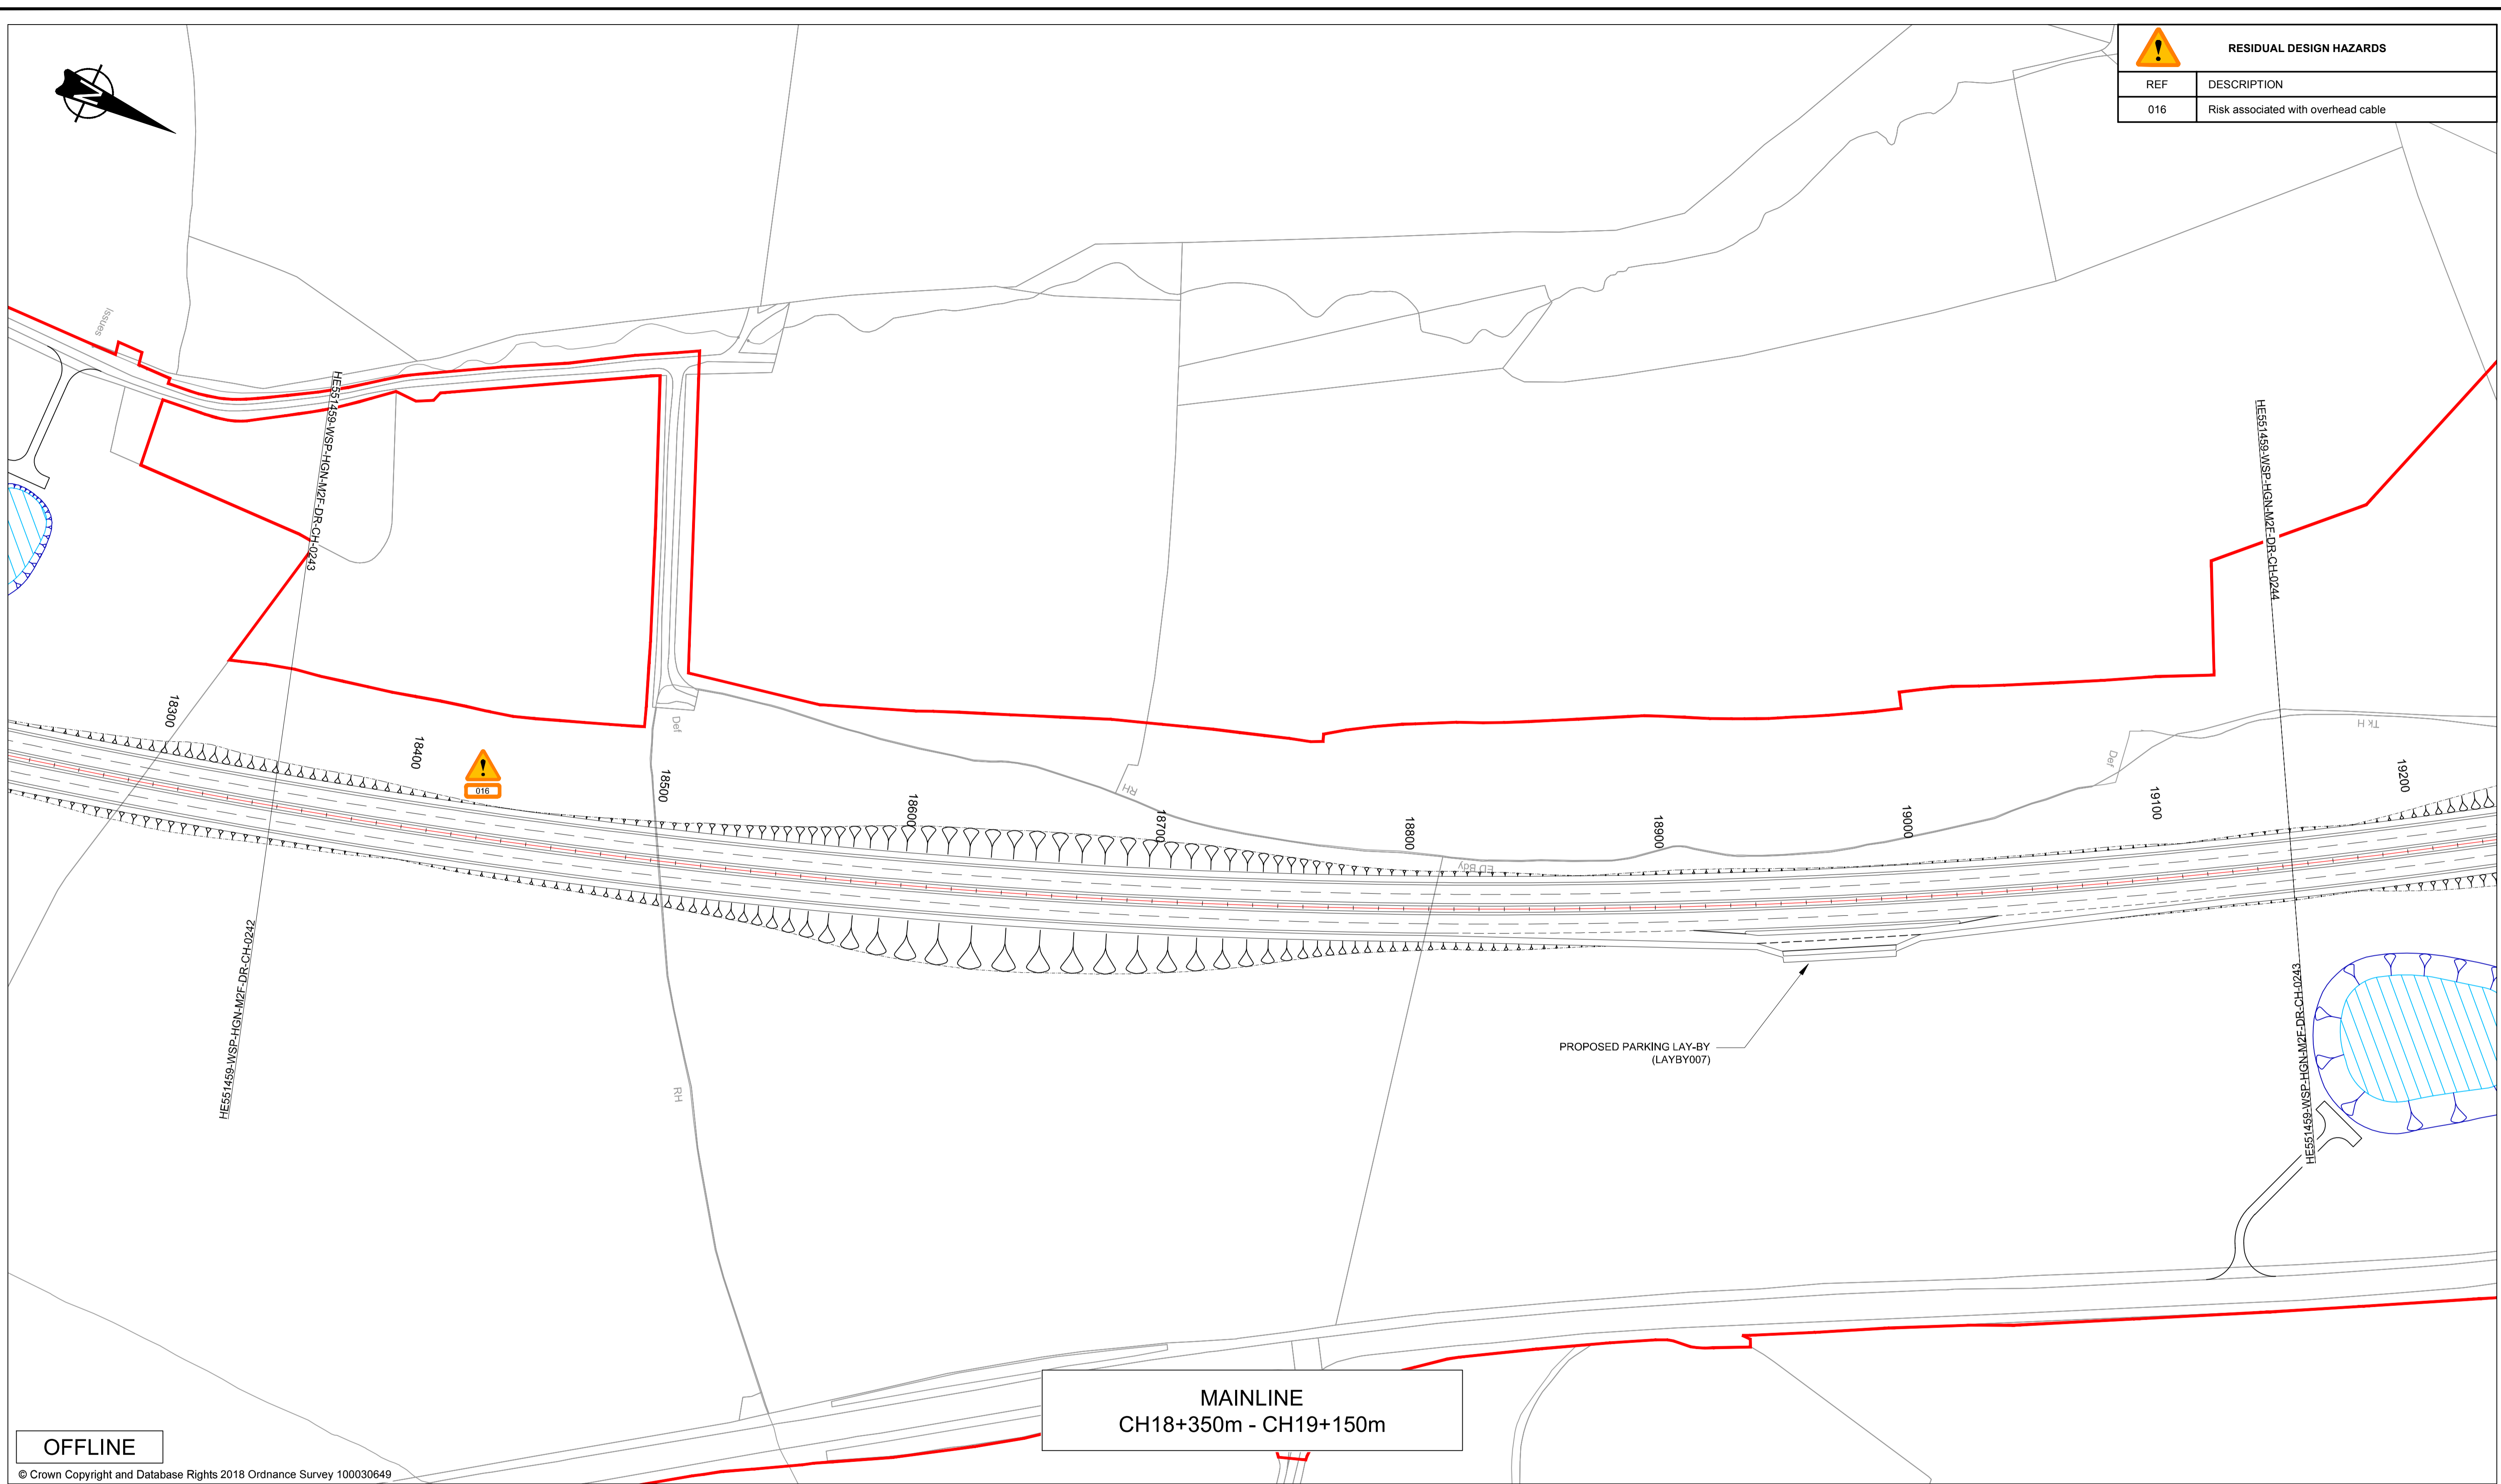 N
RESIDUAL DESIGN HAZARDS
REF DESCRIPTION
016 Risk associated with overhead cable
Issues
HE551459-WSP-HGN-M2F-DR-CH-0243
HE551459-WSP-HGN-M2F-DR-CH-0242
HE551459-WSP-HGN-M2F-DR-CH-0244
HE551459-WSP-HGN-M2F-DR-CH-0243
18300
18400
016
18500
18600
18700
18800
18900
19000
19100
19200
Def
RH
ED Bdy
Def
Tk H
RH
PROPOSED PARKING LAY-BY
(LAYBY007)
MAINLINE
CH18+350m - CH19+150m
OFFLINE
© Crown Copyright and Database Rights 2018 Ordnance Survey 100030649